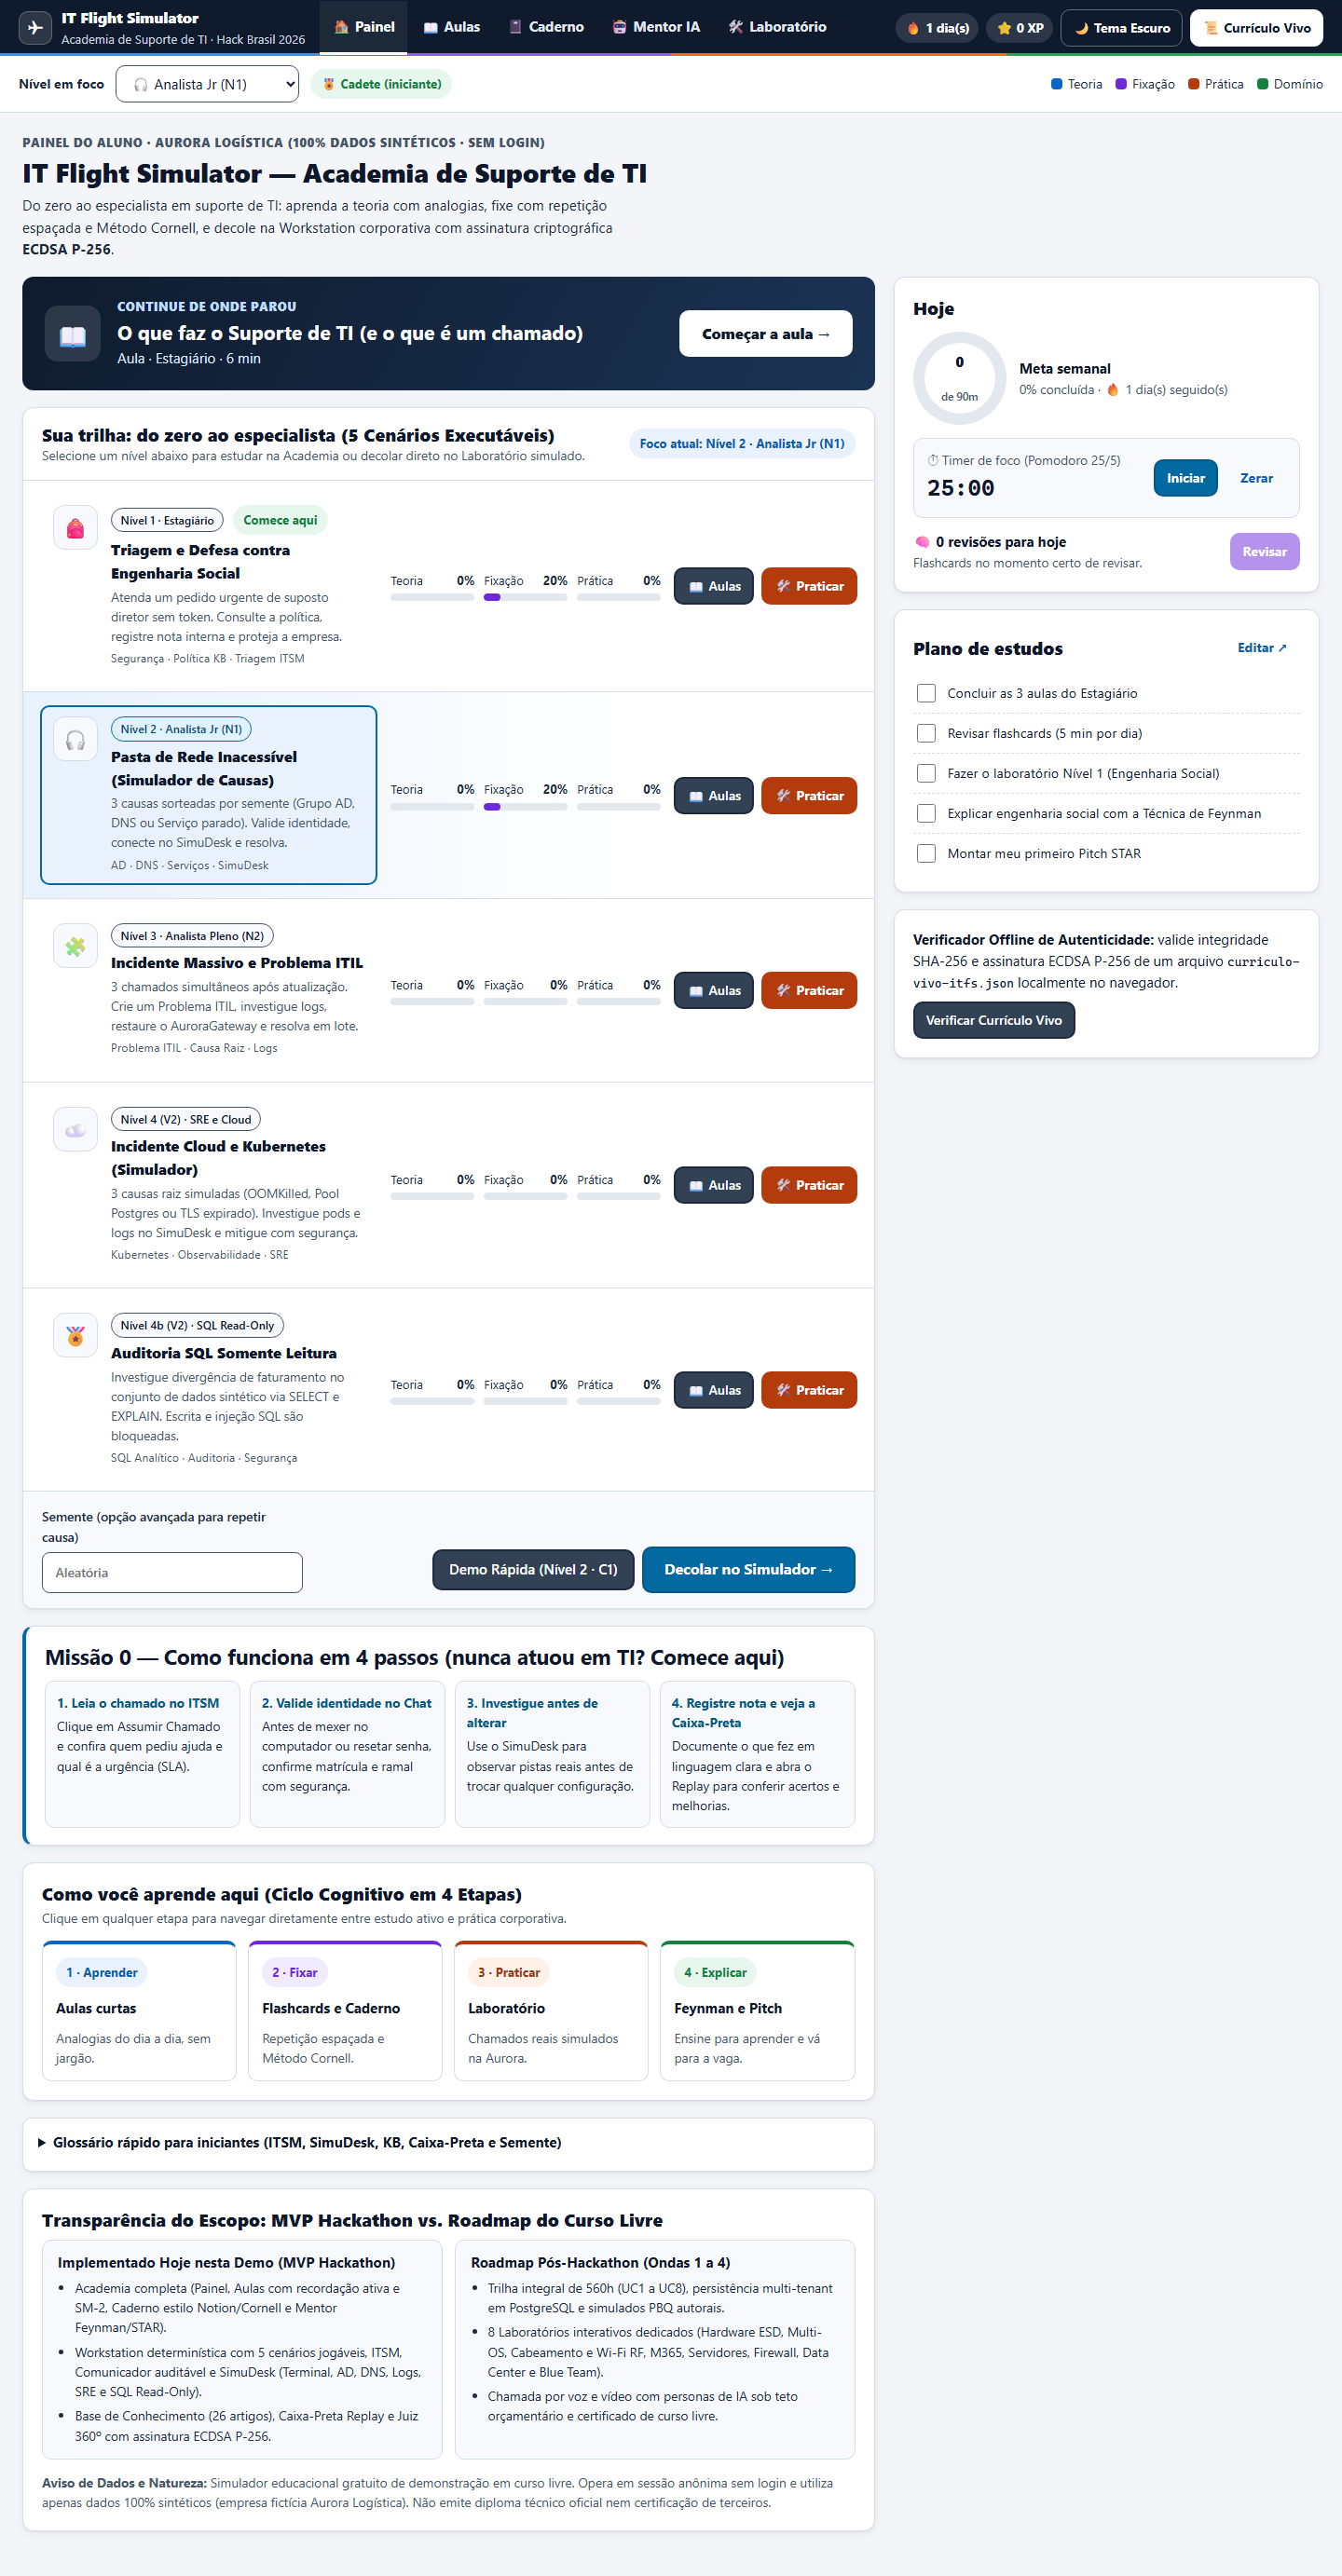 IT Flight Simulator
Academia de Suporte de TI · Hack Brasil 2026
Painel
Aulas
Caderno
Mentor IA
Laboratório
1 dia(s)
0 XP
Tema Escuro
Currículo Vivo
Nível em foco
Analista Jr (N1)
Cadete (iniciante)
Teoria
Fixação
Prática
Domínio
PAINEL DO ALUNO · AURORA LOGÍSTICA (100% DADOS SINTÉTICOS · SEM LOGIN)
IT Flight Simulator — Academia de Suporte de TI
Do zero ao especialista em suporte de TI: aprenda a teoria com analogias, fixe com repetição
espaçada e Método Cornell, e decole na Workstation corporativa com assinatura criptográfica
ECDSA P-256.
CONTINUE DE ONDE PAROU
O que faz o Suporte de TI (e o que é um chamado)
Aula · Estagiário · 6 min
Começar a aula →
Sua trilha: do zero ao especialista (5 Cenários Executáveis)
Selecione um nível abaixo para estudar na Academia ou decolar direto no Laboratório simulado.
Foco atual: Nível 2 · Analista Jr (N1)
Nível 1 · Estagiário
Comece aqui
Triagem e Defesa contra
Engenharia Social
Atenda um pedido urgente de suposto
diretor sem token. Consulte a política,
registre nota interna e proteja a empresa.
Segurança · Política KB · Triagem ITSM
Teoria 0% Fixação 20% Prática 0%
Aulas
Praticar
Nível 2 · Analista Jr (N1)
Pasta de Rede Inacessível
(Simulador de Causas)
3 causas sorteadas por semente (Grupo AD,
DNS ou Serviço parado). Valide identidade,
conecte no SimuDesk e resolva.
AD · DNS · Serviços · SimuDesk
Teoria 0% Fixação 20% Prática 0%
Aulas
Praticar
Nível 3 · Analista Pleno (N2)
Incidente Massivo e Problema ITIL
3 chamados simultâneos após atualização.
Crie um Problema ITIL, investigue logs,
restaure o AuroraGateway e resolva em lote.
Problema ITIL · Causa Raiz · Logs
Teoria 0% Fixação 0% Prática 0%
Aulas
Praticar
Nível 4 (V2) · SRE e Cloud
Incidente Cloud e Kubernetes
(Simulador)
3 causas raiz simuladas (OOMKilled, Pool
Postgres ou TLS expirado). Investigue pods e
logs no SimuDesk e mitigue com segurança.
Kubernetes · Observabilidade · SRE
Teoria 0% Fixação 0% Prática 0%
Aulas
Praticar
Nível 4b (V2) · SQL Read-Only
Auditoria SQL Somente Leitura
Investigue divergência de faturamento no
conjunto de dados sintético via SELECT e
EXPLAIN. Escrita e injeção SQL são
bloqueadas.
SQL Analítico · Auditoria · Segurança
Teoria 0% Fixação 0% Prática 0%
Aulas
Praticar
Semente (opção avançada para repetir
causa)
Aleatória
Demo Rápida (Nível 2 · C1)
Decolar no Simulador →
Missão 0 — Como funciona em 4 passos (nunca atuou em TI? Comece aqui)
1. Leia o chamado no ITSM
Clique em Assumir Chamado
e confira quem pediu ajuda e
qual é a urgência (SLA).
2. Valide identidade no Chat
Antes de mexer no
computador ou resetar senha,
confirme matrícula e ramal
com segurança.
3. Investigue antes de
alterar
Use o SimuDesk para
observar pistas reais antes de
trocar qualquer configuração.
4. Registre nota e veja a
Caixa-Preta
Documente o que fez em
linguagem clara e abra o
Replay para conferir acertos e
melhorias.
Como você aprende aqui (Ciclo Cognitivo em 4 Etapas)
Clique em qualquer etapa para navegar diretamente entre estudo ativo e prática corporativa.
1 · Aprender
Aulas curtas
Analogias do dia a dia, sem
jargão.
2 · Fixar
Flashcards e Caderno
Repetição espaçada e
Método Cornell.
3 · Praticar
Laboratório
Chamados reais simulados
na Aurora.
4 · Explicar
Feynman e Pitch
Ensine para aprender e vá
para a vaga.
Glossário rápido para iniciantes (ITSM, SimuDesk, KB, Caixa-Preta e Semente)
Transparência do Escopo: MVP Hackathon vs. Roadmap do Curso Livre
Implementado Hoje nesta Demo (MVP Hackathon)
• Academia completa (Painel, Aulas com recordação ativa e
SM-2, Caderno estilo Notion/Cornell e Mentor
Feynman/STAR).
• Workstation determinística com 5 cenários jogáveis, ITSM,
Comunicador auditável e SimuDesk (Terminal, AD, DNS, Logs,
SRE e SQL Read-Only).
• Base de Conhecimento (26 artigos), Caixa-Preta Replay e Juiz
360º com assinatura ECDSA P-256.
Roadmap Pós-Hackathon (Ondas 1 a 4)
• Trilha integral de 560h (UC1 a UC8), persistência multi-tenant
em PostgreSQL e simulados PBQ autorais.
• 8 Laboratórios interativos dedicados (Hardware ESD, Multi-
OS, Cabeamento e Wi-Fi RF, M365, Servidores, Firewall, Data
Center e Blue Team).
• Chamada por voz e vídeo com personas de IA sob teto
orçamentário e certificado de curso livre.
Aviso de Dados e Natureza: Simulador educacional gratuito de demonstração em curso livre. Opera em sessão anônima sem login e utiliza
apenas dados 100% sintéticos (empresa fictícia Aurora Logística). Não emite diploma técnico oficial nem certificação de terceiros.
Hoje
0
de 90m
Meta semanal
0% concluída · 1 dia(s) seguido(s)
Timer de foco (Pomodoro 25/5)
25:00
Iniciar
Zerar
0 revisões para hoje
Flashcards no momento certo de revisar.
Revisar
Plano de estudos
Editar ↗
Concluir as 3 aulas do Estagiário
Revisar flashcards (5 min por dia)
Fazer o laboratório Nível 1 (Engenharia Social)
Explicar engenharia social com a Técnica de Feynman
Montar meu primeiro Pitch STAR
Verificador Offline de Autenticidade: valide integridade
SHA-256 e assinatura ECDSA P-256 de um arquivo curriculo-
vivo-itfs.json localmente no navegador.
Verificar Currículo Vivo